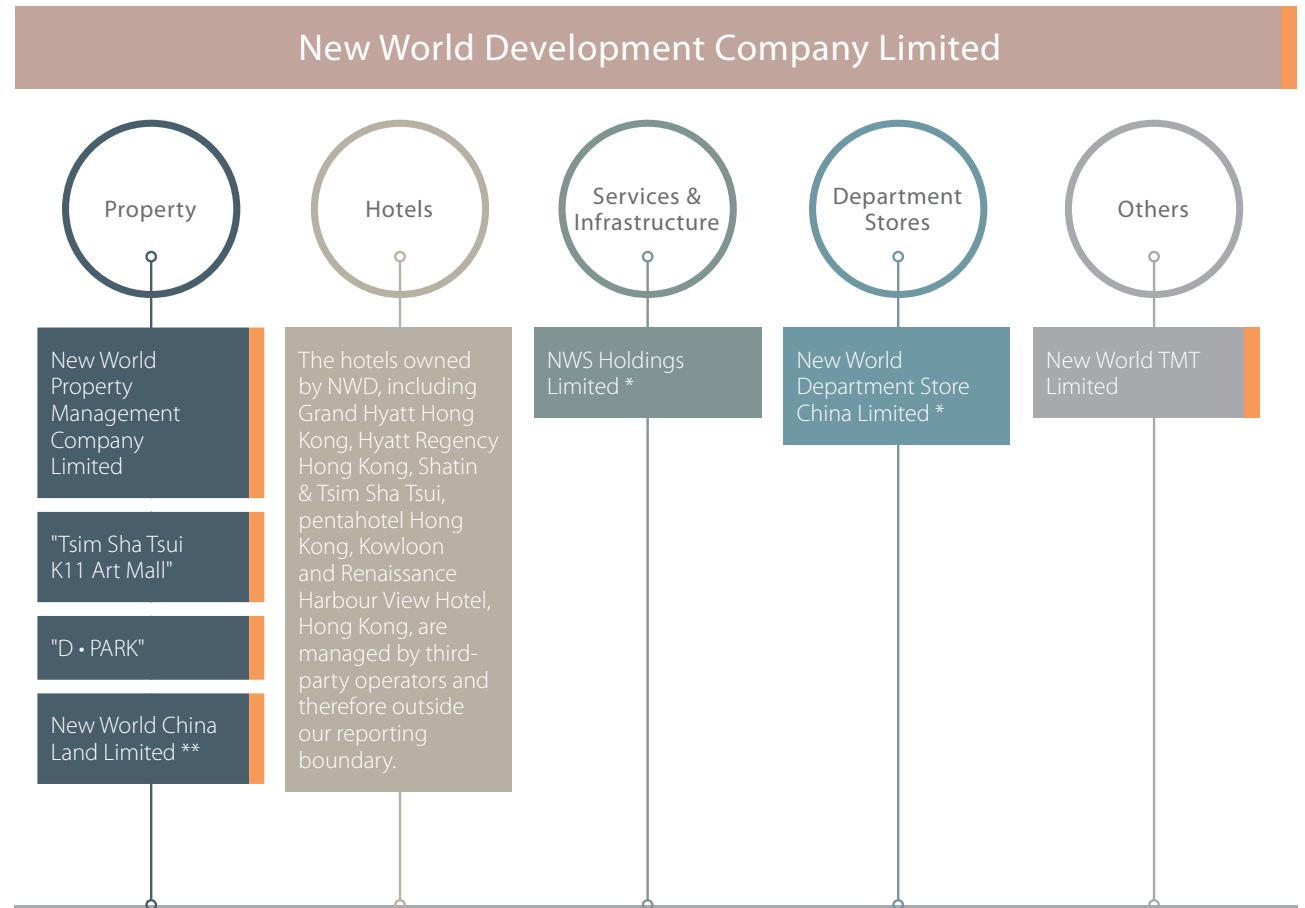 New World Development Company Limited
Property
Hotels
Services &
Infrastructure
Department
Stores
Others
New World
Property
Management
Company
Limited
"Tsim Sha Tsui
K11 Art Mall"
"D • PARK"
New World China
Land Limited **
The hotels owned
by NWD, including
Grand Hyatt Hong
Kong, Hyatt Regency
Hong Kong, Shatin
& Tsim Sha Tsui,
pentahotel Hong
Kong, Kowloon
and Renaissance
Harbour View Hotel,
Hong Kong, are
managed by third-
party operators and
therefore outside
our reporting
boundary.
NWS Holdings
Limited *
New World
Department Store
China Limited *
New World TMT
Limited